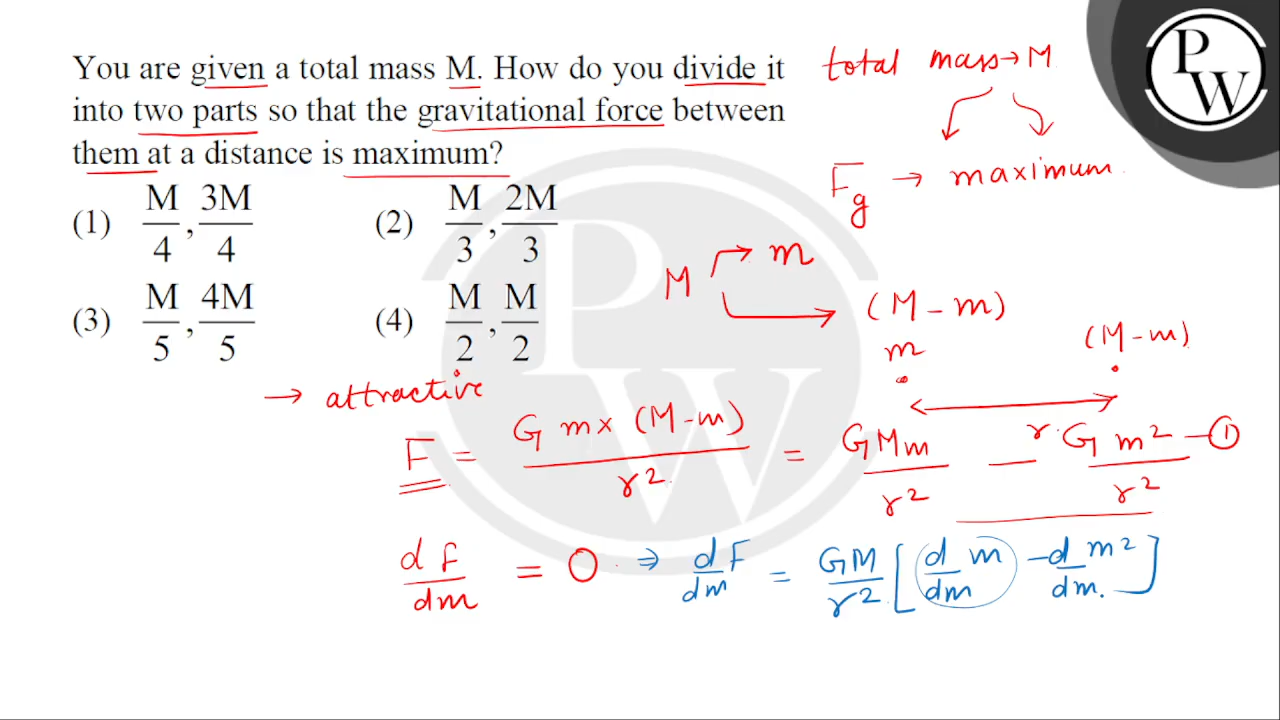 You are given a total mass M. How do you divide it
into two parts so that the gravitational force between
them at a distance is maximum?
(1) M/4, 3M/4 (2) M/3, 2M/3
(3) M/5, 4M/5 (4) M/2, M/2
total mass → M
F_g → maximum
M → m
→ (M - m)
m (M - m)
r
→ attractive
F = G m × (M - m) / r² = G M m / r² - G m² / r² - ①
dF/dm = 0 ⇒ dF/dm = GM/r² [ d/dm m - d/dm m² ]
P
W
PW